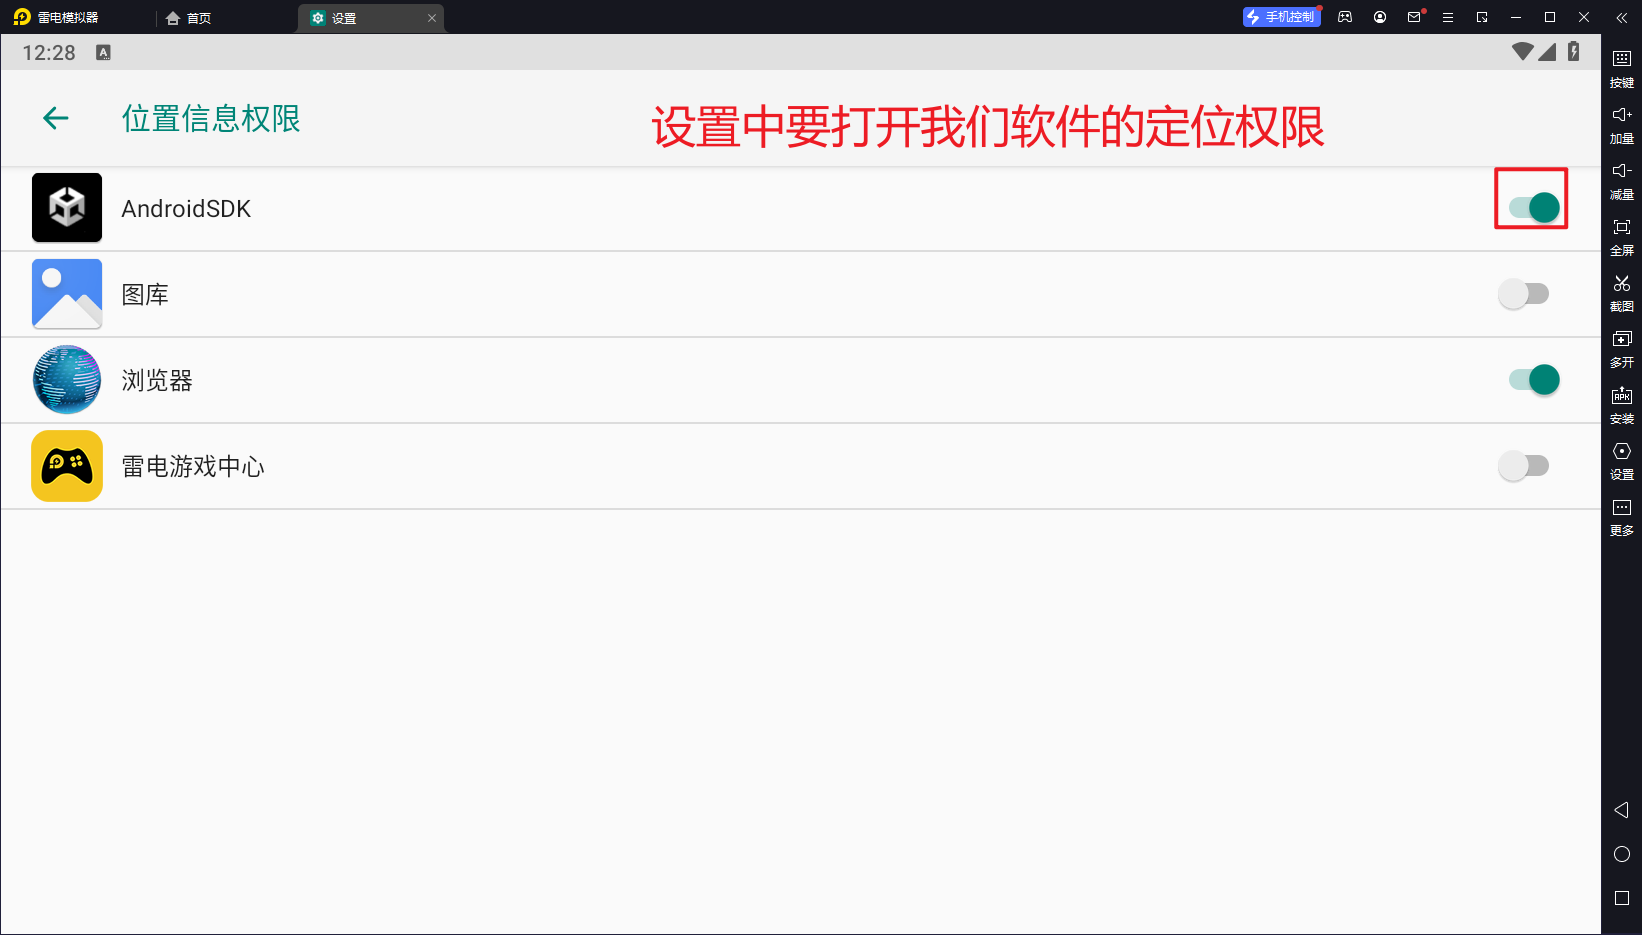 雷电模拟器
首页
设置
手机控制
12:28
A
位置信息权限
设置中要打开我们软件的定位权限
AndroidSDK
图库
浏览器
雷电游戏中心
按键
加量
减量
全屏
截图
多开
APK
安装
设置
更多